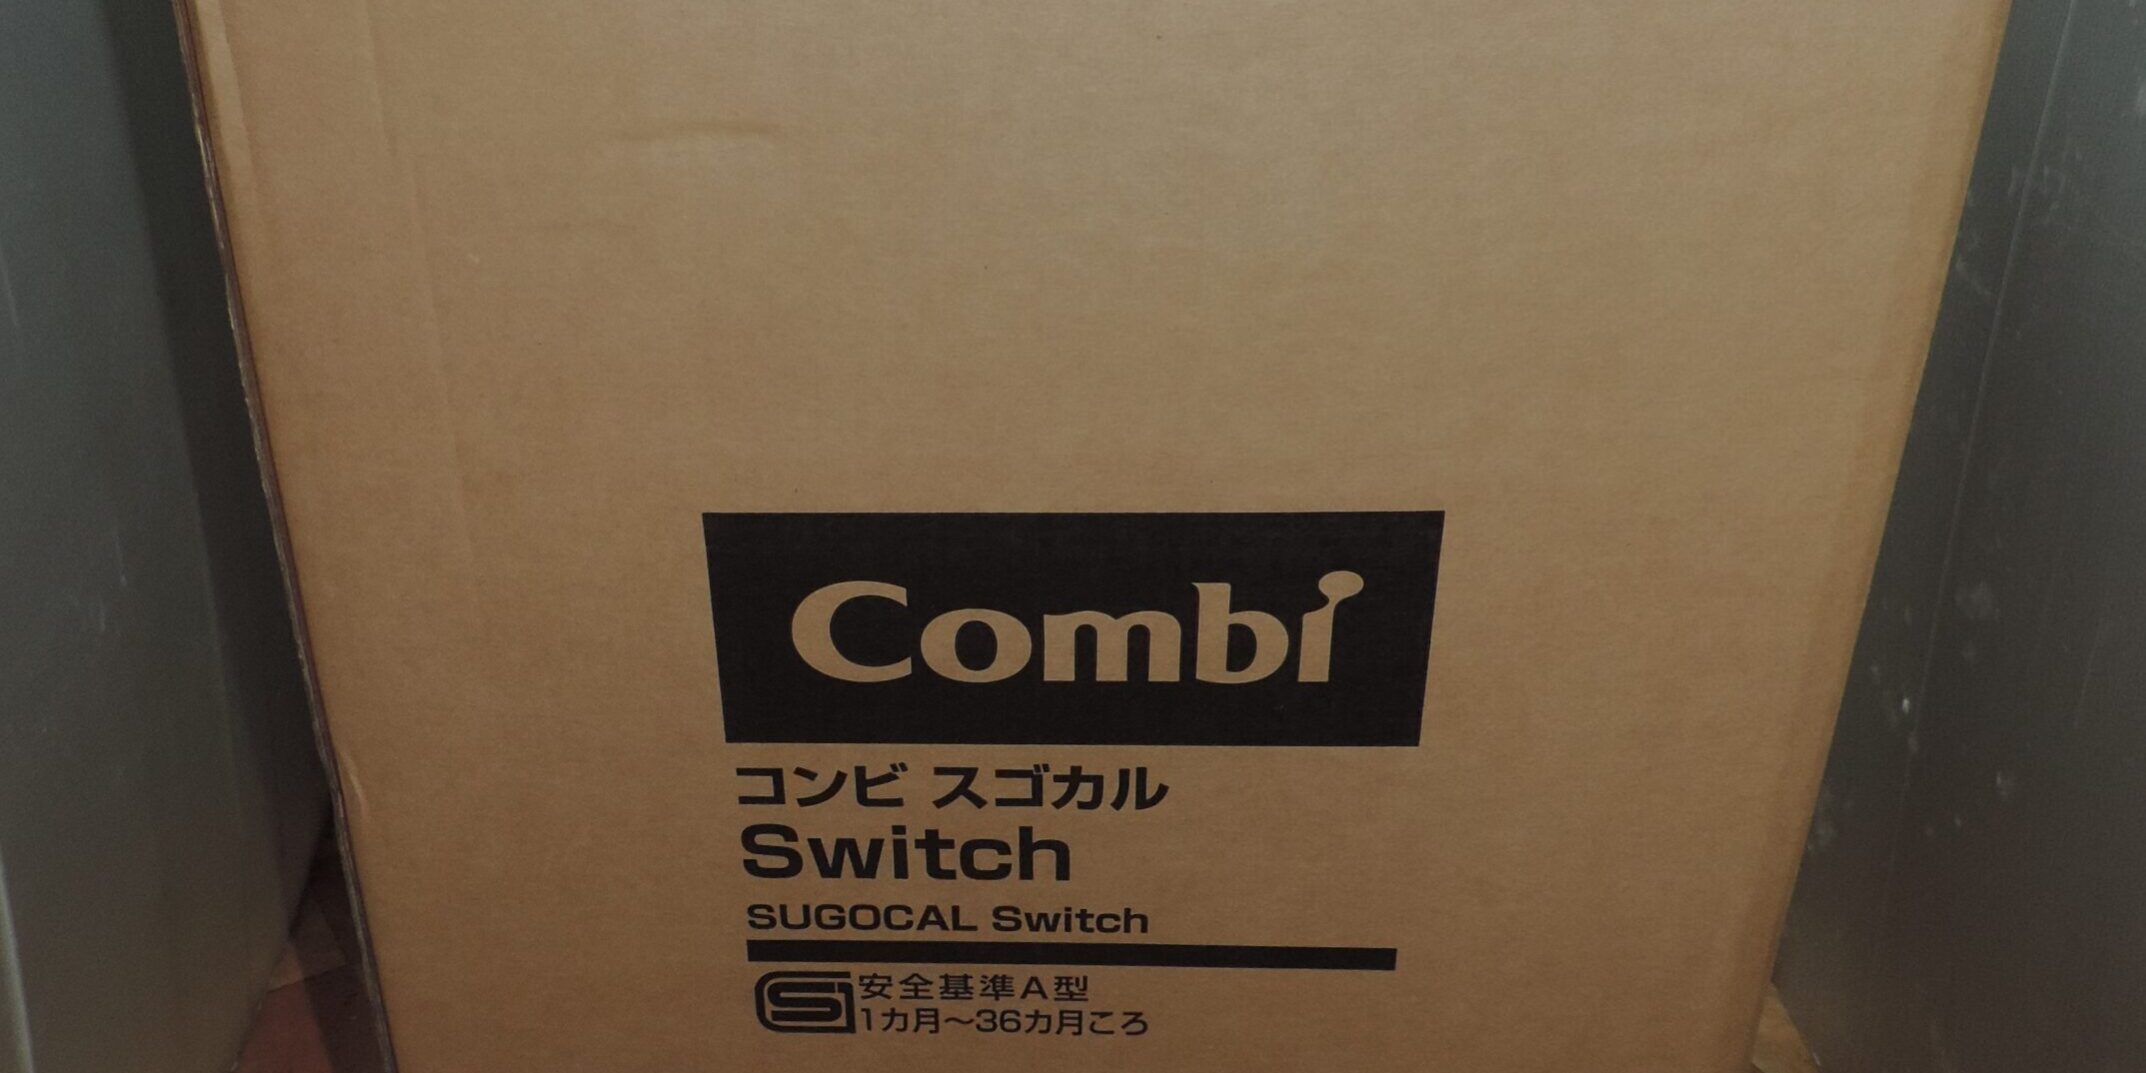 Combi
コンビ スゴカル
Switch
SUGOCAL Switch
安全基準A型
1カ月～36カ月ころ